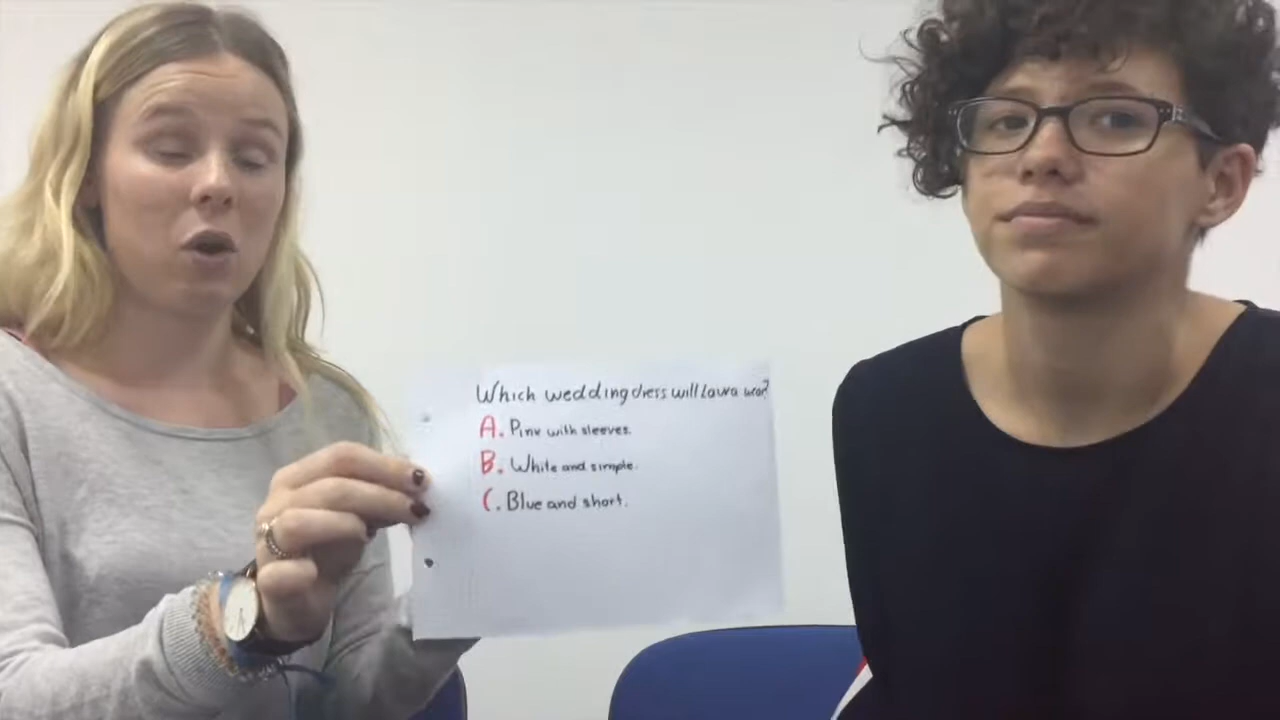 Which wedding dress will Laura wear?
A. Pink with sleeves.
B. White and simple.
C. Blue and short.